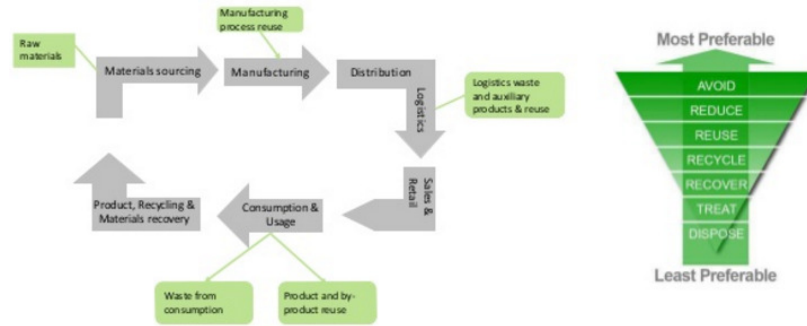 Raw
materials
Manufacturing
process reuse
Materials sourcing
Manufacturing
Distribution
Logistics
Logistics waste
and auxiliary
products & reuse
Sales &
Retail
Consumption &
Usage
Product, Recycling &
Materials recovery
Waste from
consumption
Product and by-
product reuse
Most Preferable
AVOID
REDUCE
REUSE
RECYCLE
RECOVER
TREAT
DISPOSE
Least Preferable